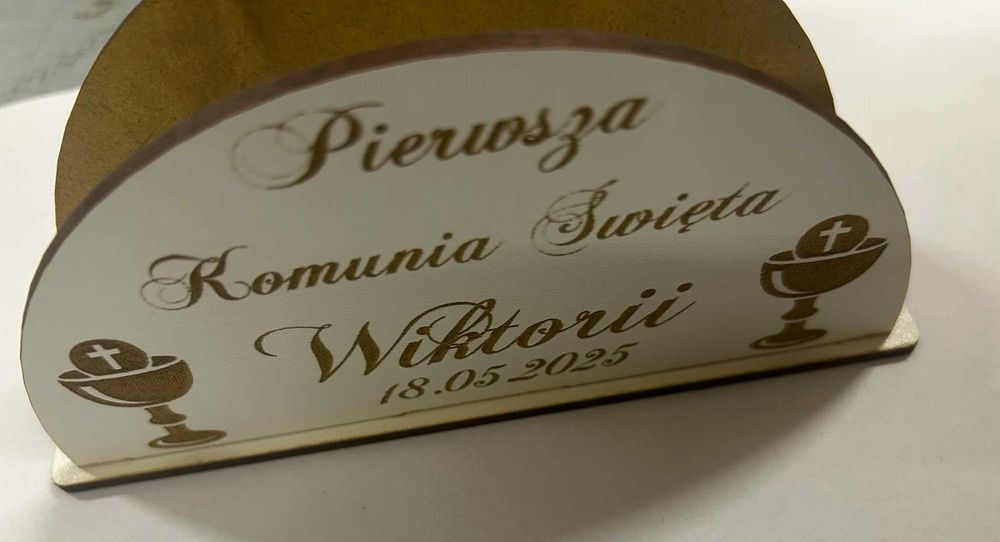 Pierwsza
Komunia Święta
Wiktorii
18.05.2025